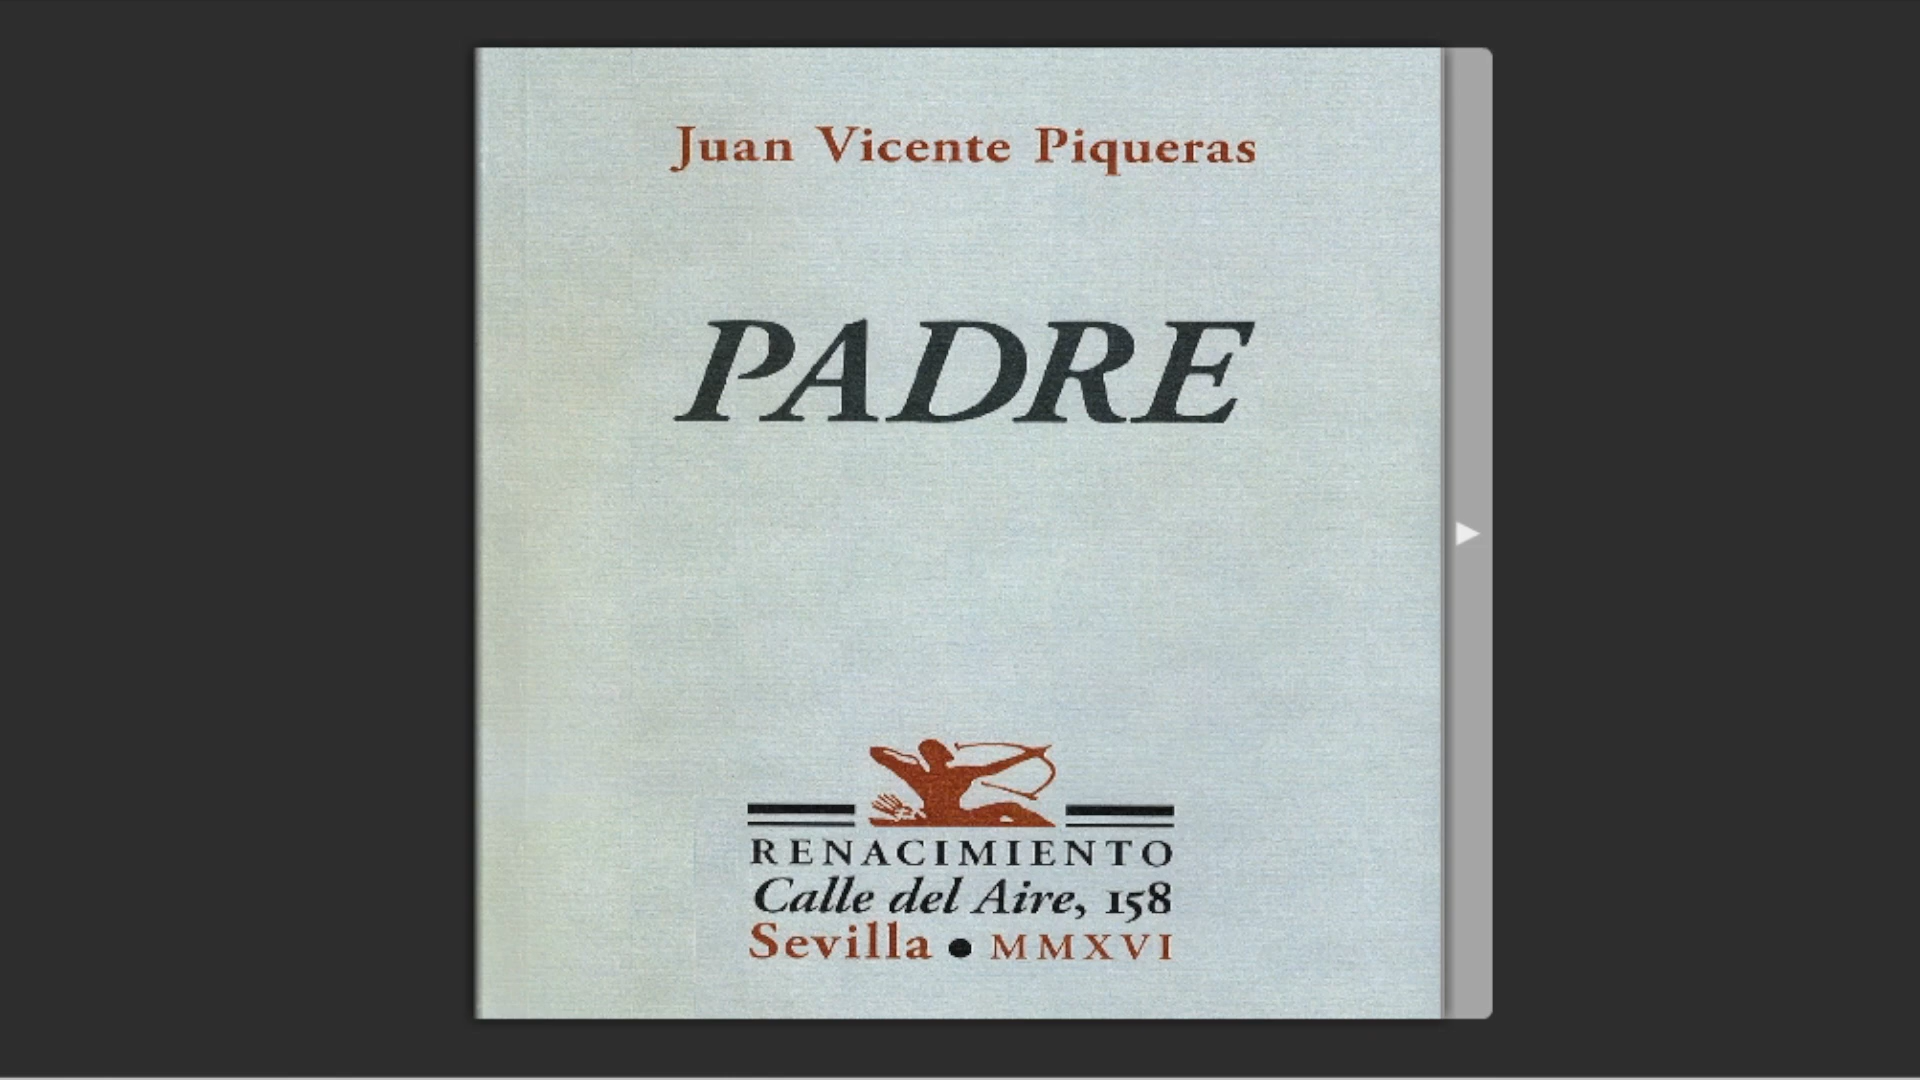 Juan Vicente Piqueras
PADRE
RENACIMIENTO
Calle del Aire, 158
Sevilla • MMXVI